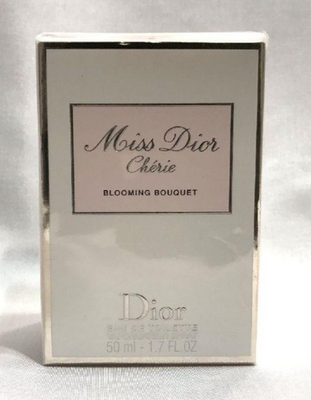 Miss Dior
Chérie
BLOOMING BOUQUET
Dior
EAU DE TOILETTE
50 ml - 1.7 FL.OZ